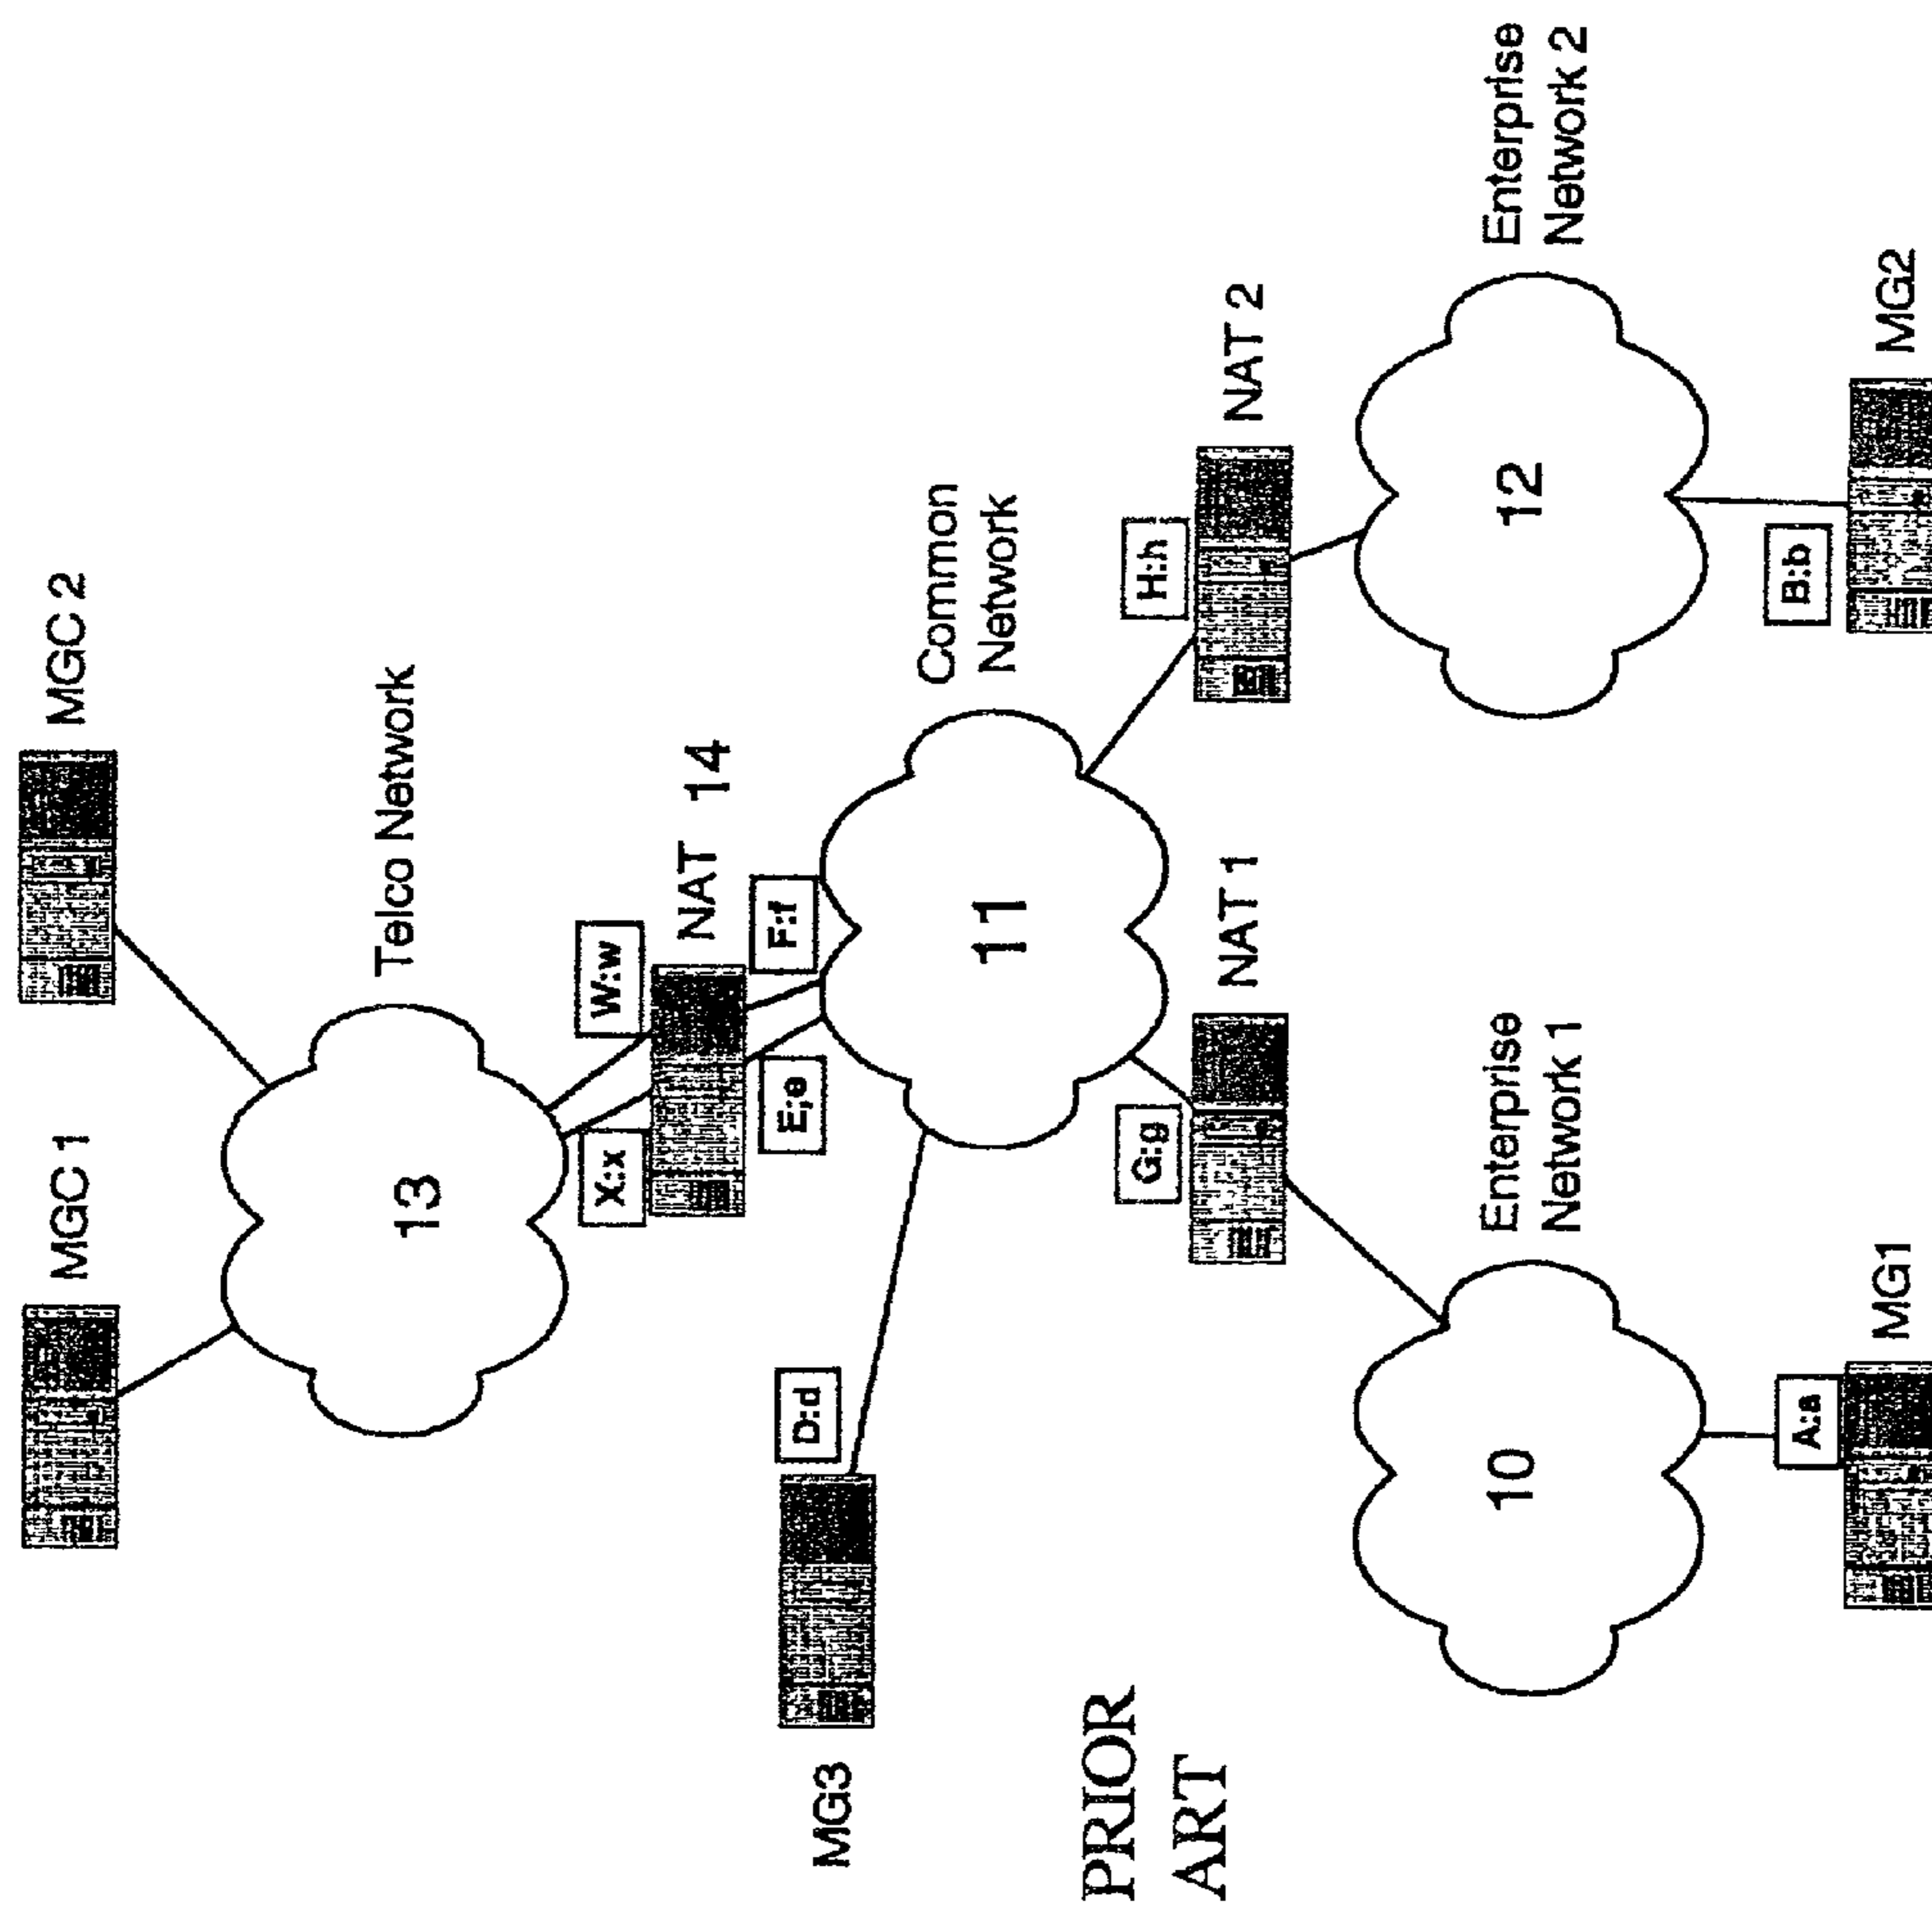 MGC 1
MGC 2
Telco Network
13
X:x
W:w
NAT 14
E;e
F:f
MG3
D:d
Common
Network
11
PRIOR
ART
G:g
H:h
NAT 1
NAT 2
10
Enterprise
Network 1
12
Enterprise
Network 2
A:a
B:b
MG1
MG2